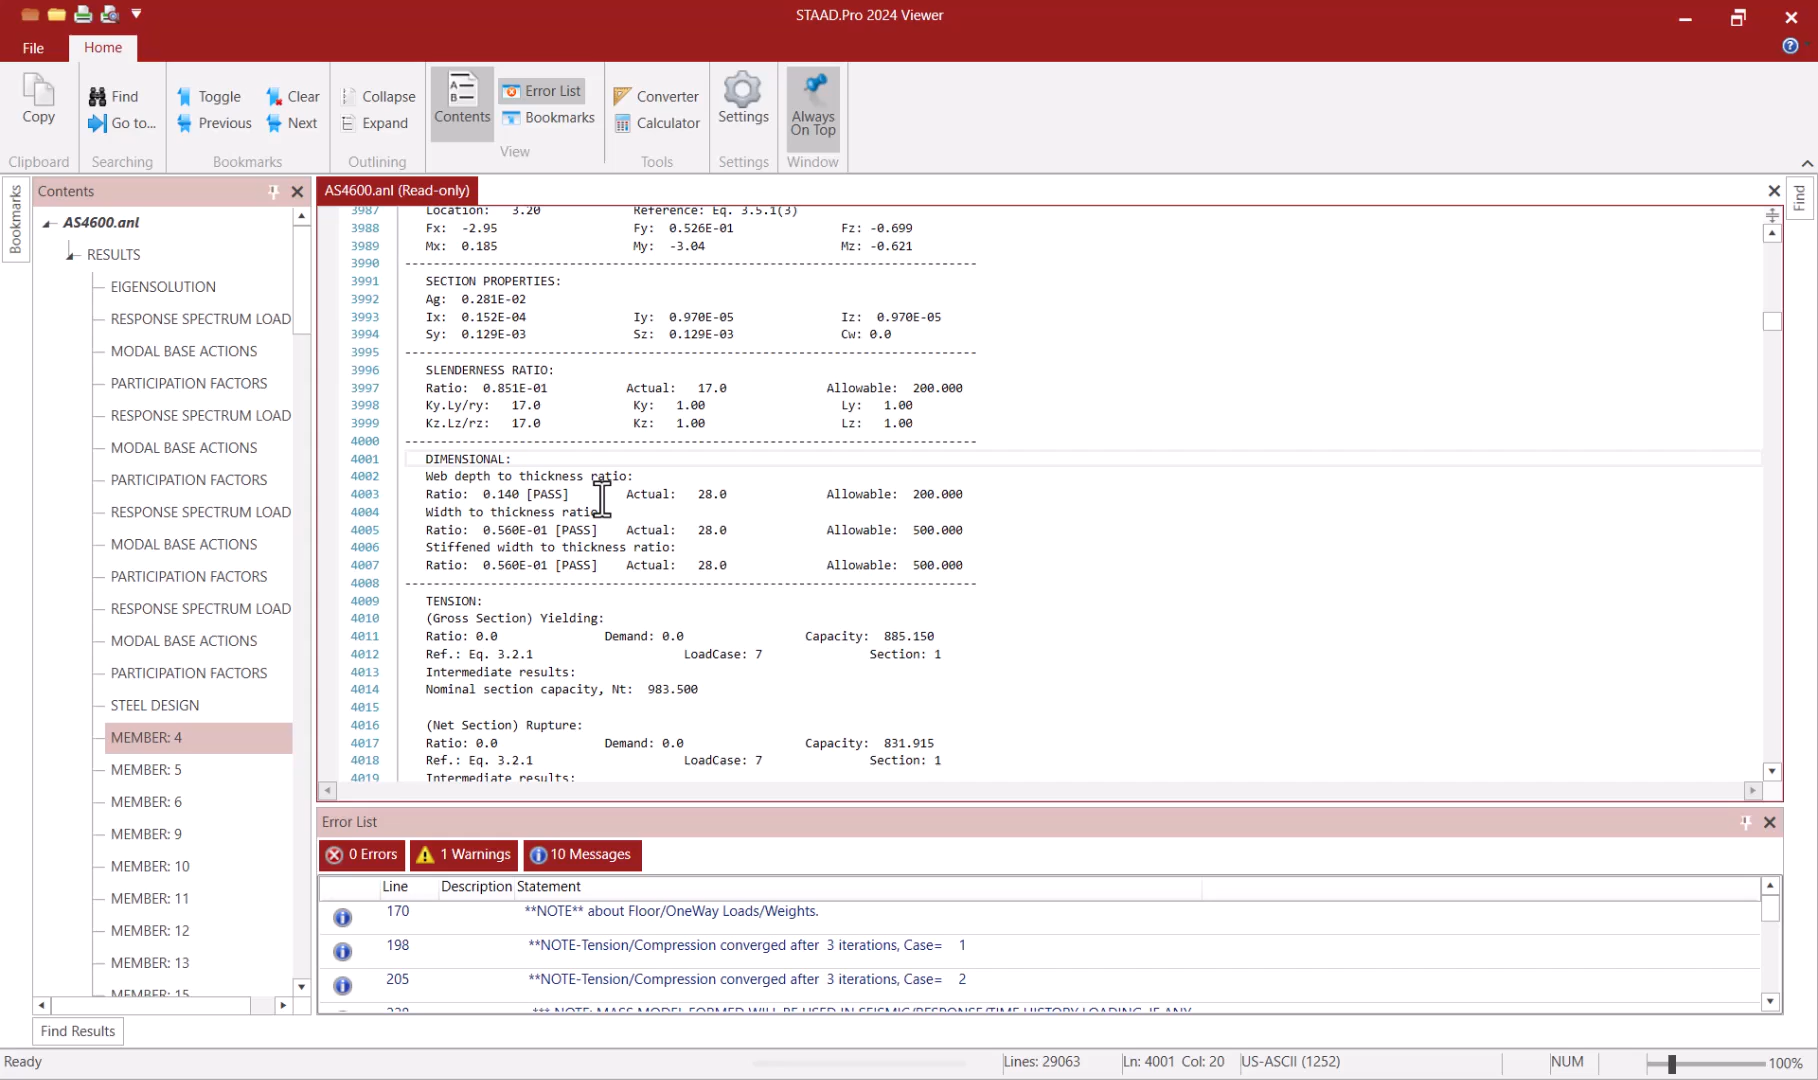 STAAD.Pro 2024 Viewer
File
Home
Copy
Clipboard
Find
Go to...
Searching
Toggle
Previous
Clear
Next
Bookmarks
Collapse
Expand
Outlining
Contents
Error List
Bookmarks
View
Converter
Calculator
Tools
Settings
Settings
Always On Top
Window
Bookmarks
Contents
AS4600.anl
RESULTS
EIGENSOLUTION
RESPONSE SPECTRUM LOAD
MODAL BASE ACTIONS
PARTICIPATION FACTORS
RESPONSE SPECTRUM LOAD
MODAL BASE ACTIONS
PARTICIPATION FACTORS
RESPONSE SPECTRUM LOAD
MODAL BASE ACTIONS
PARTICIPATION FACTORS
RESPONSE SPECTRUM LOAD
MODAL BASE ACTIONS
PARTICIPATION FACTORS
STEEL DESIGN
MEMBER: 4
MEMBER: 5
MEMBER: 6
MEMBER: 9
MEMBER: 10
MEMBER: 11
MEMBER: 12
MEMBER: 13
MEMBER: 15
Find Results
AS4600.anl (Read-only)
Find
3987 Location: 3.20 Reference: Eq. 3.5.1(3)
3988 Fx: -2.95 Fy: 0.526E-01 Fz: -0.699
3989 Mx: 0.185 My: -3.04 Mz: -0.621
3990 --------------------------------------------------------------------------------
3991 SECTION PROPERTIES:
3992 Ag: 0.281E-02
3993 Ix: 0.152E-04 Iy: 0.970E-05 Iz: 0.970E-05
3994 Sy: 0.129E-03 Sz: 0.129E-03 Cw: 0.0
3995 --------------------------------------------------------------------------------
3996 SLENDERNESS RATIO:
3997 Ratio: 0.851E-01 Actual: 17.0 Allowable: 200.000
3998 Ky.Ly/ry: 17.0 Ky: 1.00 Ly: 1.00
3999 Kz.Lz/rz: 17.0 Kz: 1.00 Lz: 1.00
4000 --------------------------------------------------------------------------------
4001 DIMENSIONAL:
4002 Web depth to thickness ratio:
4003 Ratio: 0.140 [PASS] Actual: 28.0 Allowable: 200.000
4004 Width to thickness ratio
4005 Ratio: 0.560E-01 [PASS] Actual: 28.0 Allowable: 500.000
4006 Stiffened width to thickness ratio:
4007 Ratio: 0.560E-01 [PASS] Actual: 28.0 Allowable: 500.000
4008 --------------------------------------------------------------------------------
4009 TENSION:
4010 (Gross Section) Yielding:
4011 Ratio: 0.0 Demand: 0.0 Capacity: 885.150
4012 Ref.: Eq. 3.2.1 LoadCase: 7 Section: 1
4013 Intermediate results:
4014 Nominal section capacity, Nt: 983.500
4015
4016 (Net Section) Rupture:
4017 Ratio: 0.0 Demand: 0.0 Capacity: 831.915
4018 Ref.: Eq. 3.2.1 LoadCase: 7 Section: 1
4019 Intermediate results:
Error List
0 Errors
1 Warnings
10 Messages
Line Description Statement
170 **NOTE** about Floor/OneWay Loads/Weights.
198 **NOTE-Tension/Compression converged after 3 iterations, Case= 1
205 **NOTE-Tension/Compression converged after 3 iterations, Case= 2
*** NOTE: MASS MODEL FORMED WILL BE USED IN SEISMIC/RESPONSE/TIME HISTORY LOADING, IF ANY
Ready
Lines: 29063
Ln: 4001 Col: 20
US-ASCII (1252)
NUM
100%